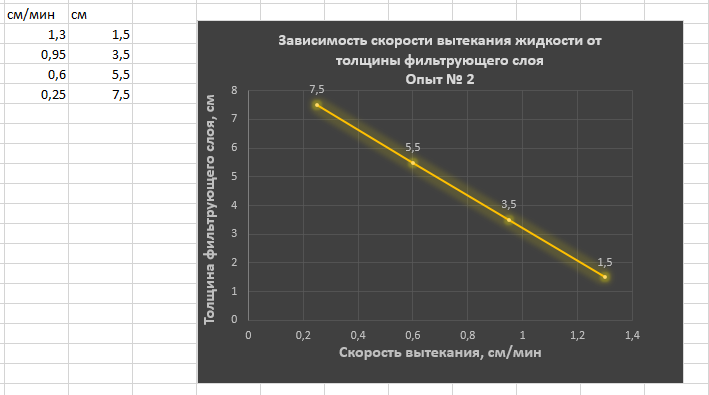 см/мин см
1,3 1,5
0,95 3,5
0,6 5,5
0,25 7,5
Зависимость скорости вытекания жидкости от
толщины фильтрующего слоя
Опыт № 2
Толщина фильтрующего слоя, см
8
7
6
5
4
3
2
1
0
7,5
5,5
3,5
1,5
0 0,2 0,4 0,6 0,8 1 1,2 1,4
Скорость вытекания, см/мин